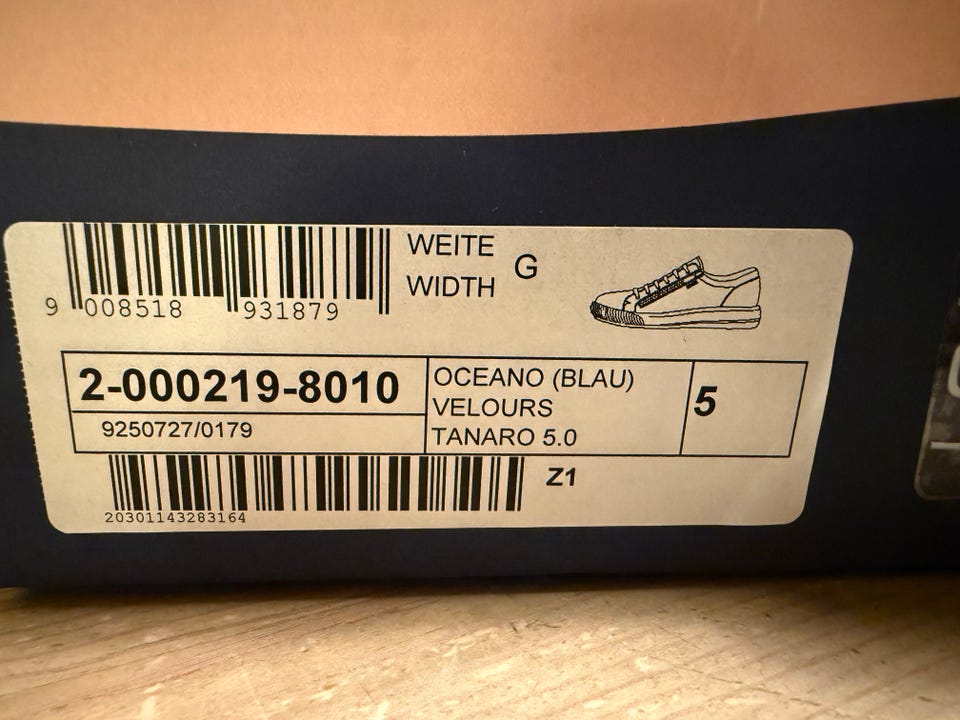 WEITE
WIDTH
G
9 008518 931879
2-000219-8010
9250727/0179
OCEANO (BLAU)
VELOURS
TANARO 5.0
5
Z1
20301143283164